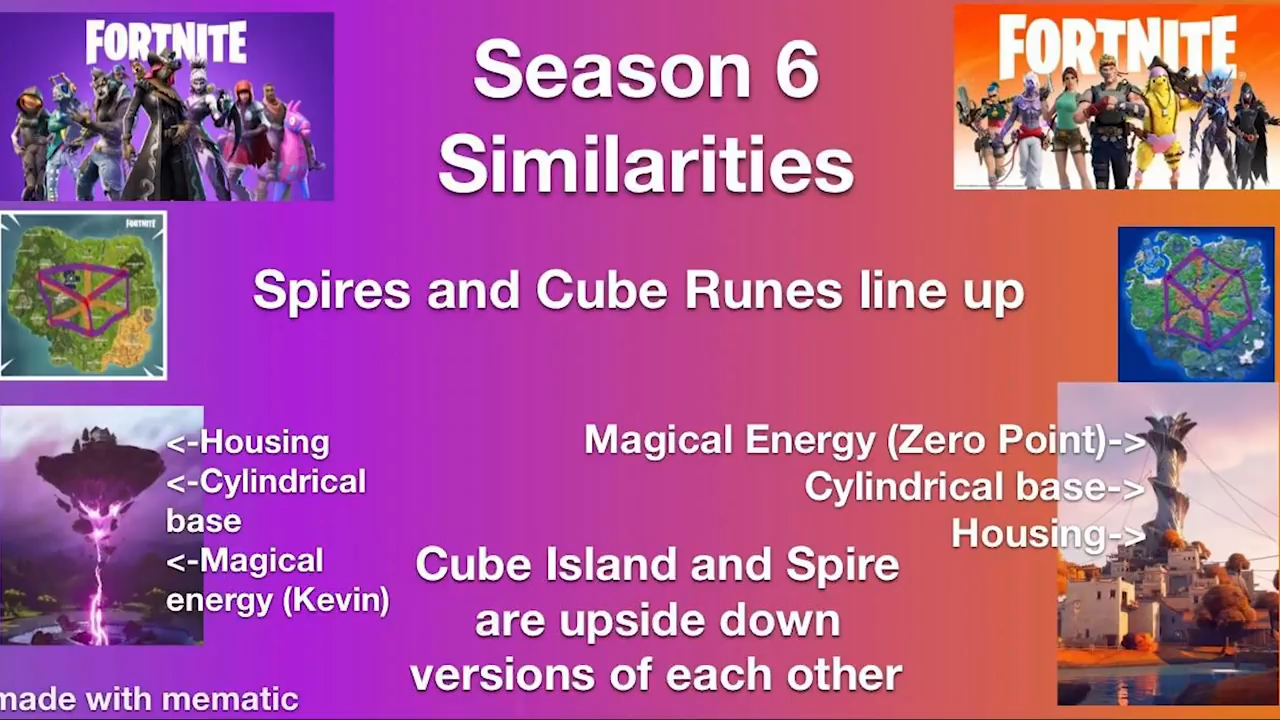 FORTNITE
FORTNITE
Season 6
Similarities
FORTNITE
Spires and Cube Runes line up
<-Housing
<-Cylindrical
base
<-Magical
energy (Kevin)
Magical Energy (Zero Point)->
Cylindrical base->
Housing->
Cube Island and Spire
are upside down
versions of each other
made with mematic